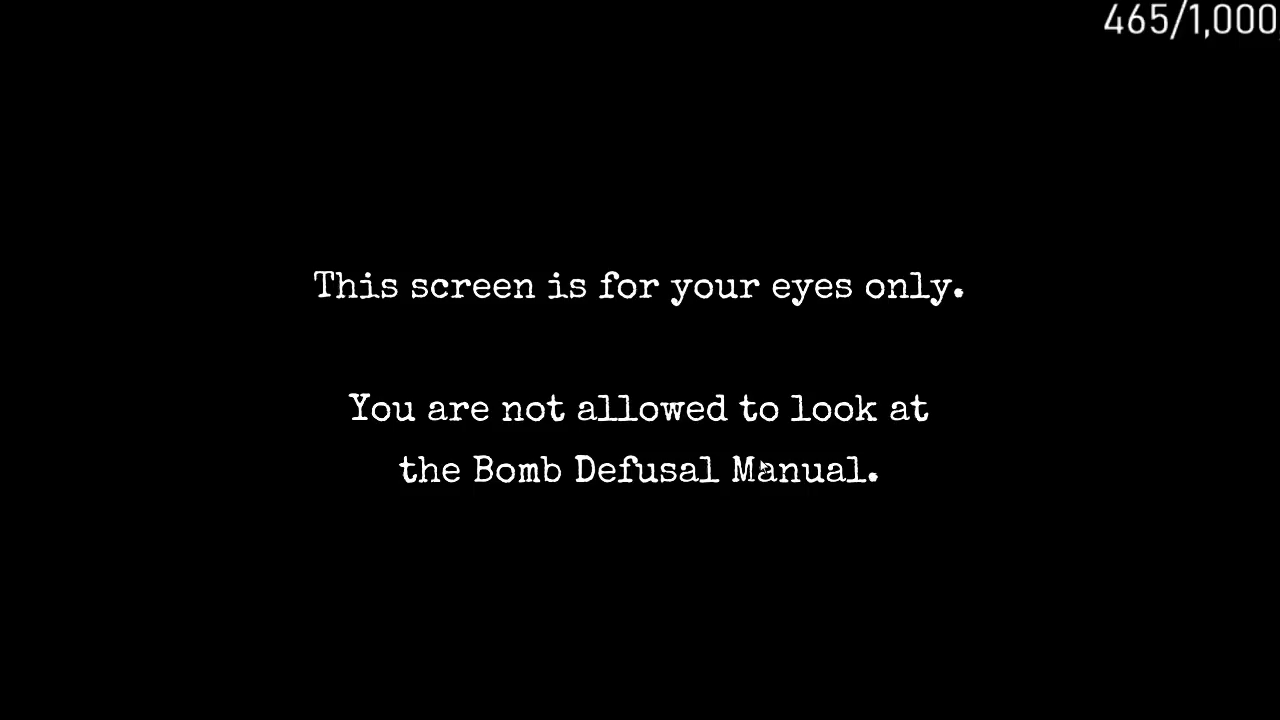 465/1,000
This screen is for your eyes only.
You are not allowed to look at
the Bomb Defusal Manual.